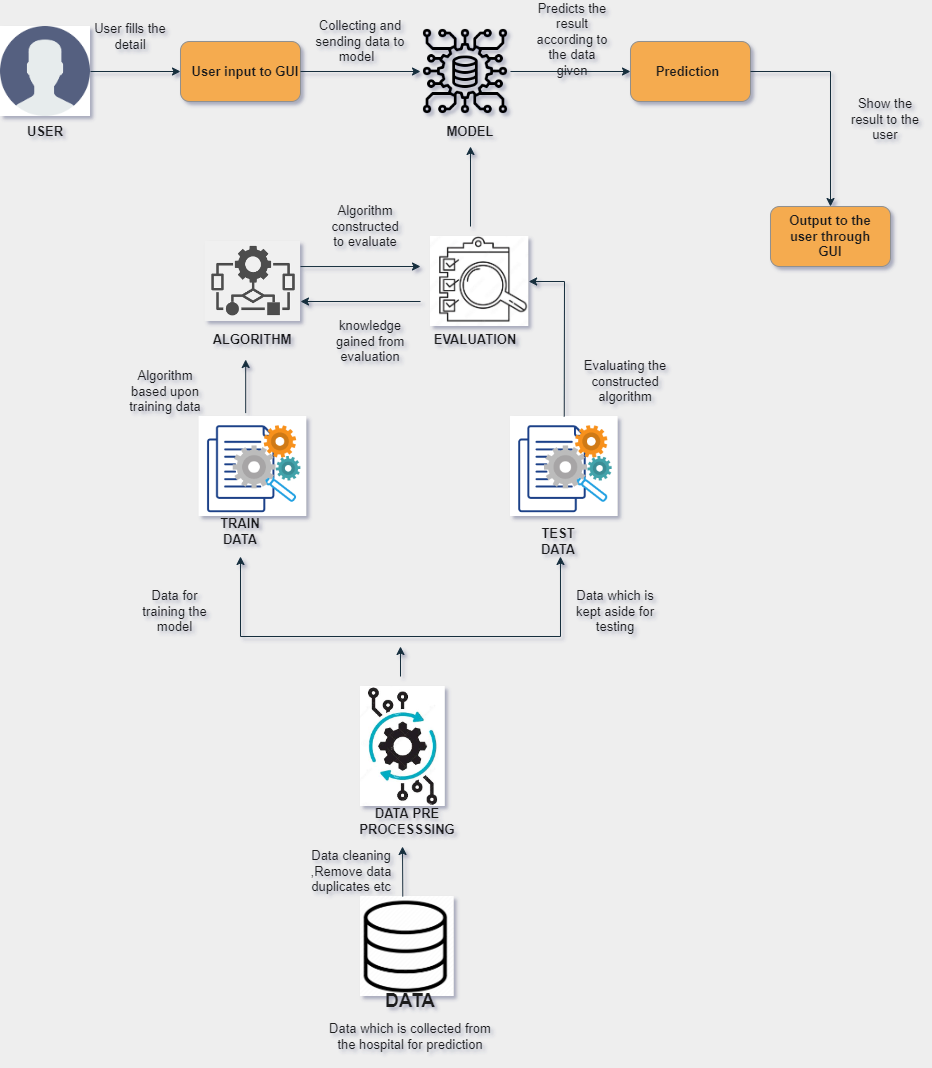 User fills the
detail
User input to GUI
Collecting and
sending data to
model
Predicts the
result
according to
the data
given
Prediction
USER
MODEL
Show the
result to the
user
Output to the
user through
GUI
Algorithm
constructed
to evaluate
ALGORITHM
knowledge
gained from
evaluation
EVALUATION
Algorithm
based upon
training data
Evaluating the
constructed
algorithm
TRAIN
DATA
TEST
DATA
Data for
training the
model
Data which is
kept aside for
testing
DATA PRE
PROCESSSING
Data cleaning
,Remove data
duplicates etc
DATA
Data which is collected from
the hospital for prediction